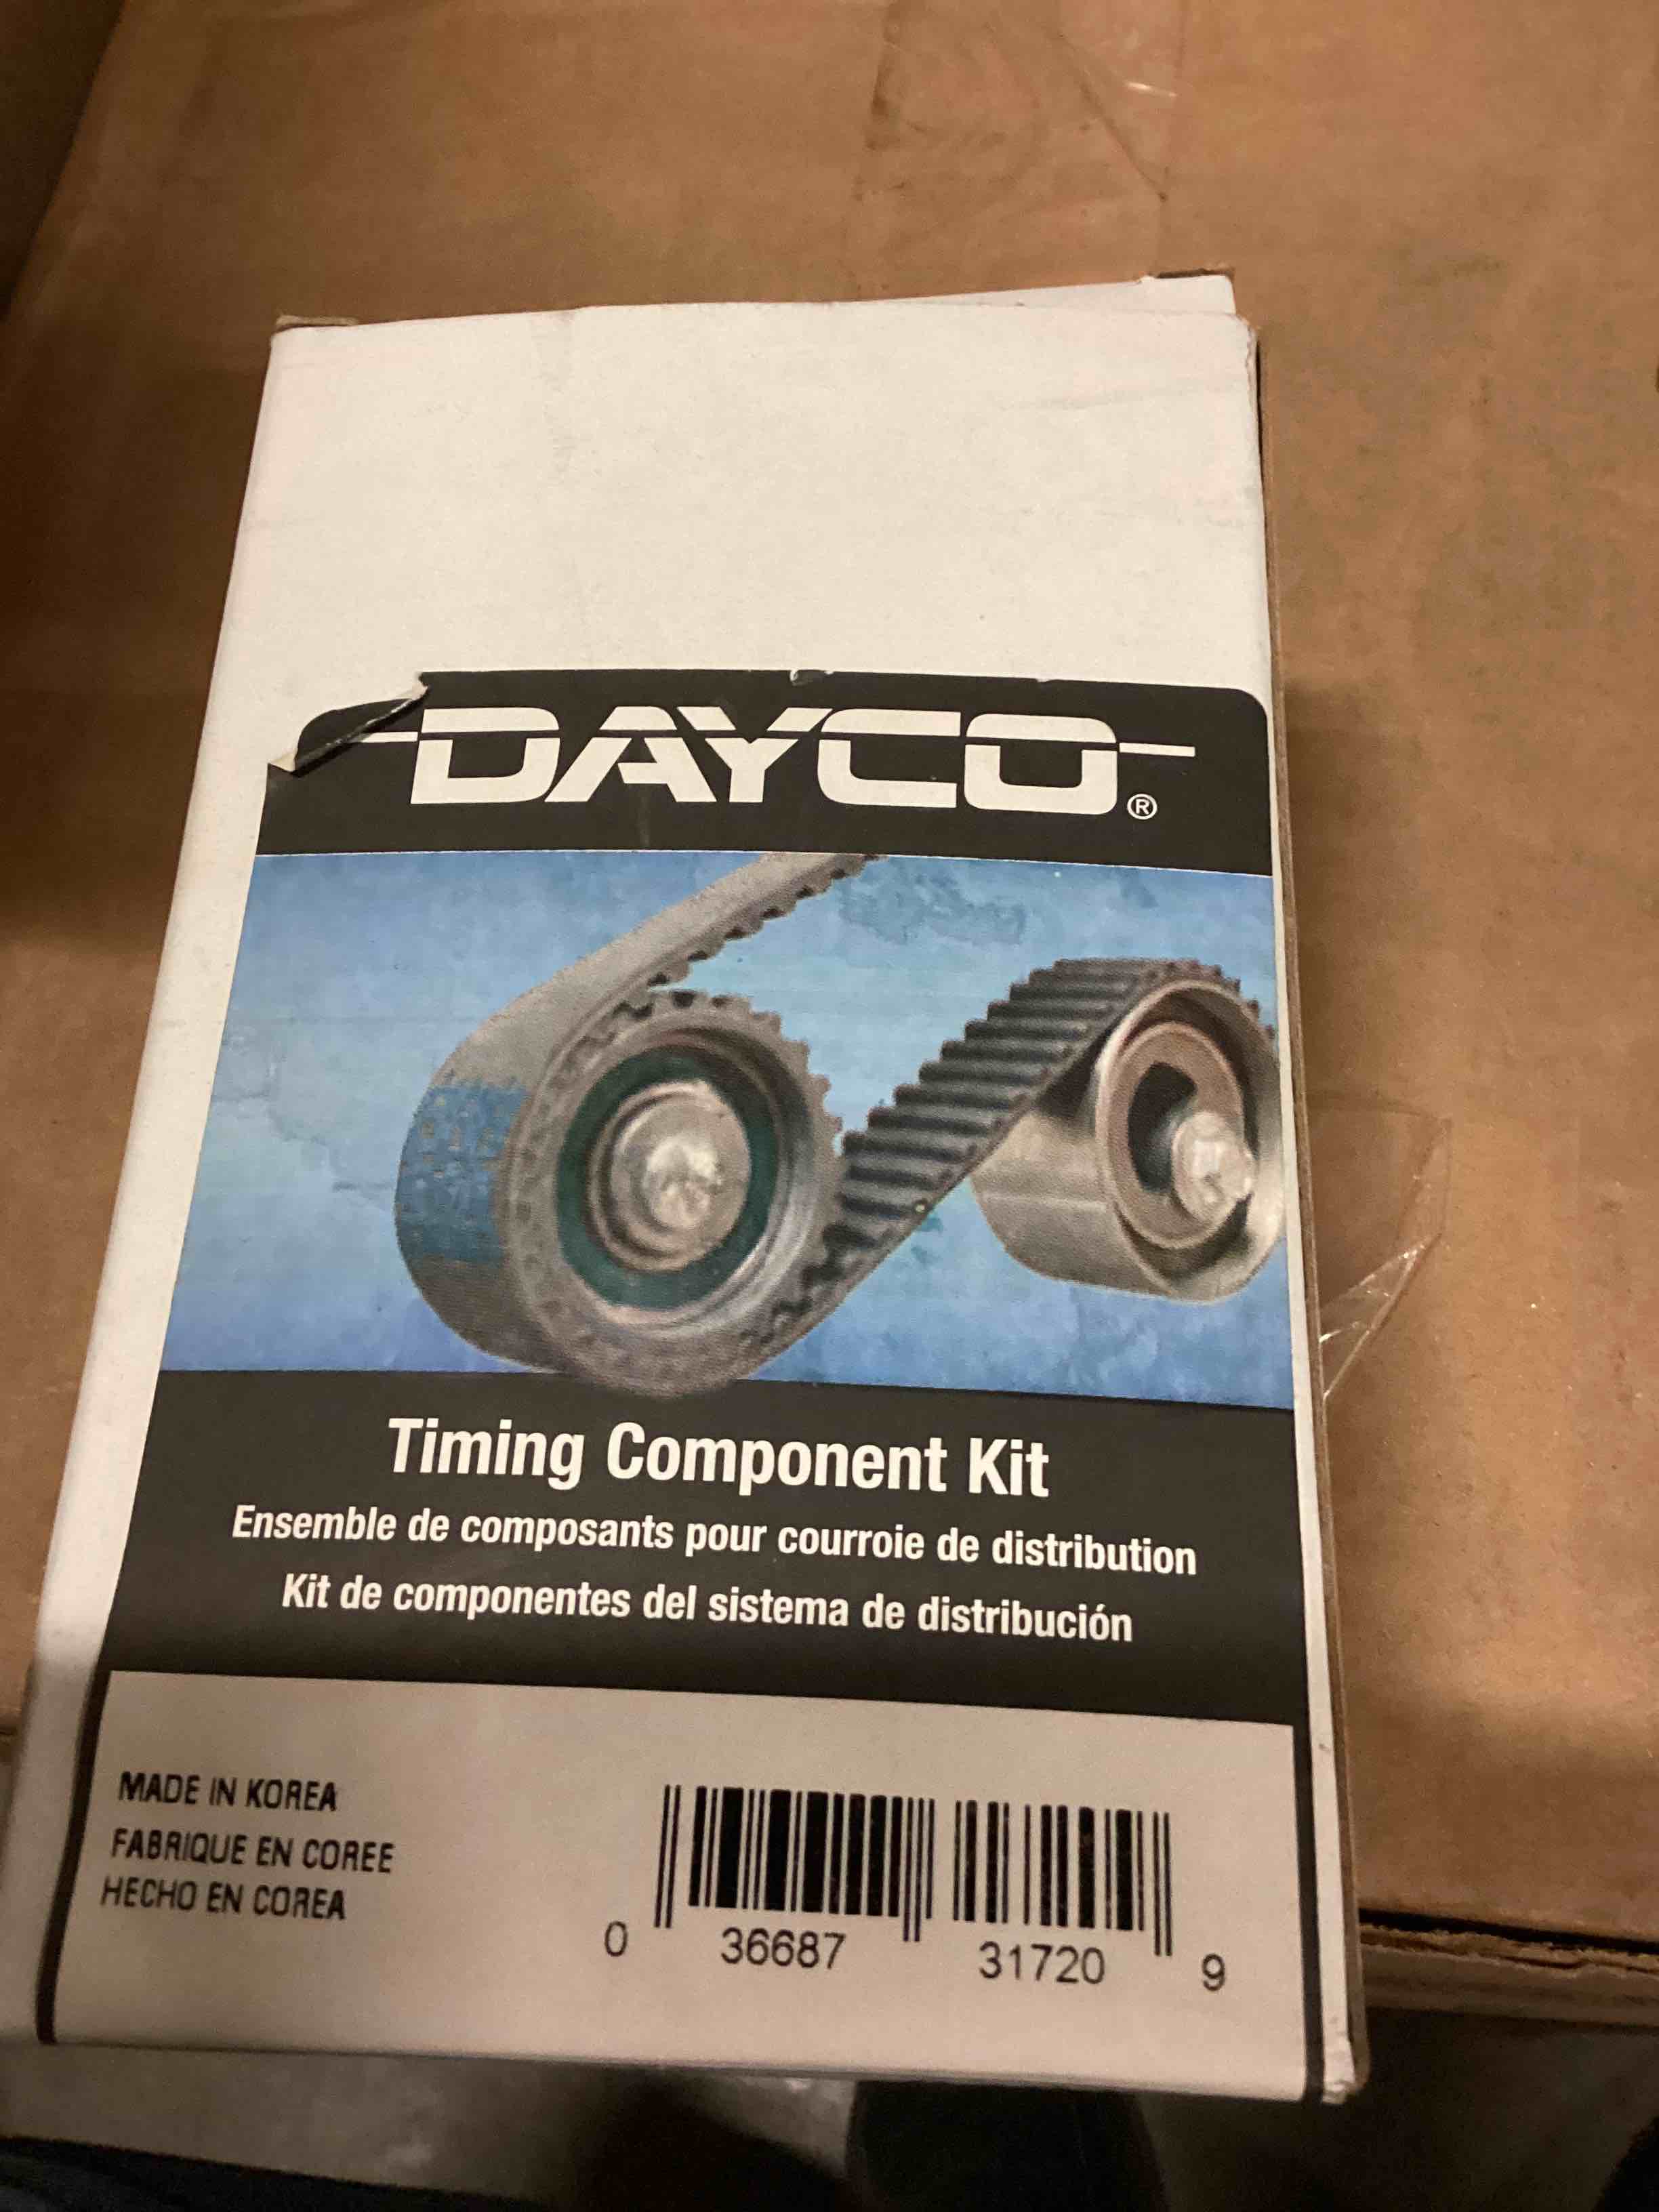 DAYCO®
Timing Component Kit
Ensemble de composants pour courroie de distribution
Kit de componentes del sistema de distribución
MADE IN KOREA
FABRIQUE EN COREE
HECHO EN COREA
0 36687 31720 9